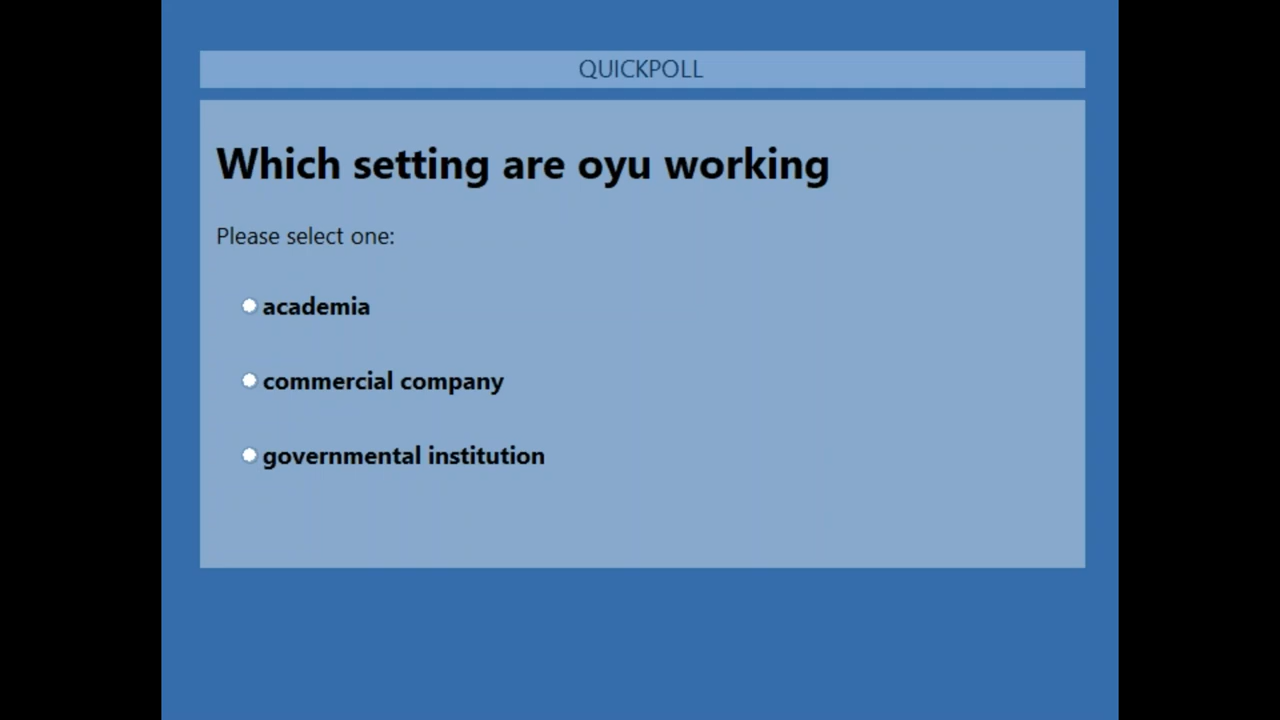 QUICKPOLL
Which setting are oyu working
Please select one:
academia
commercial company
governmental institution